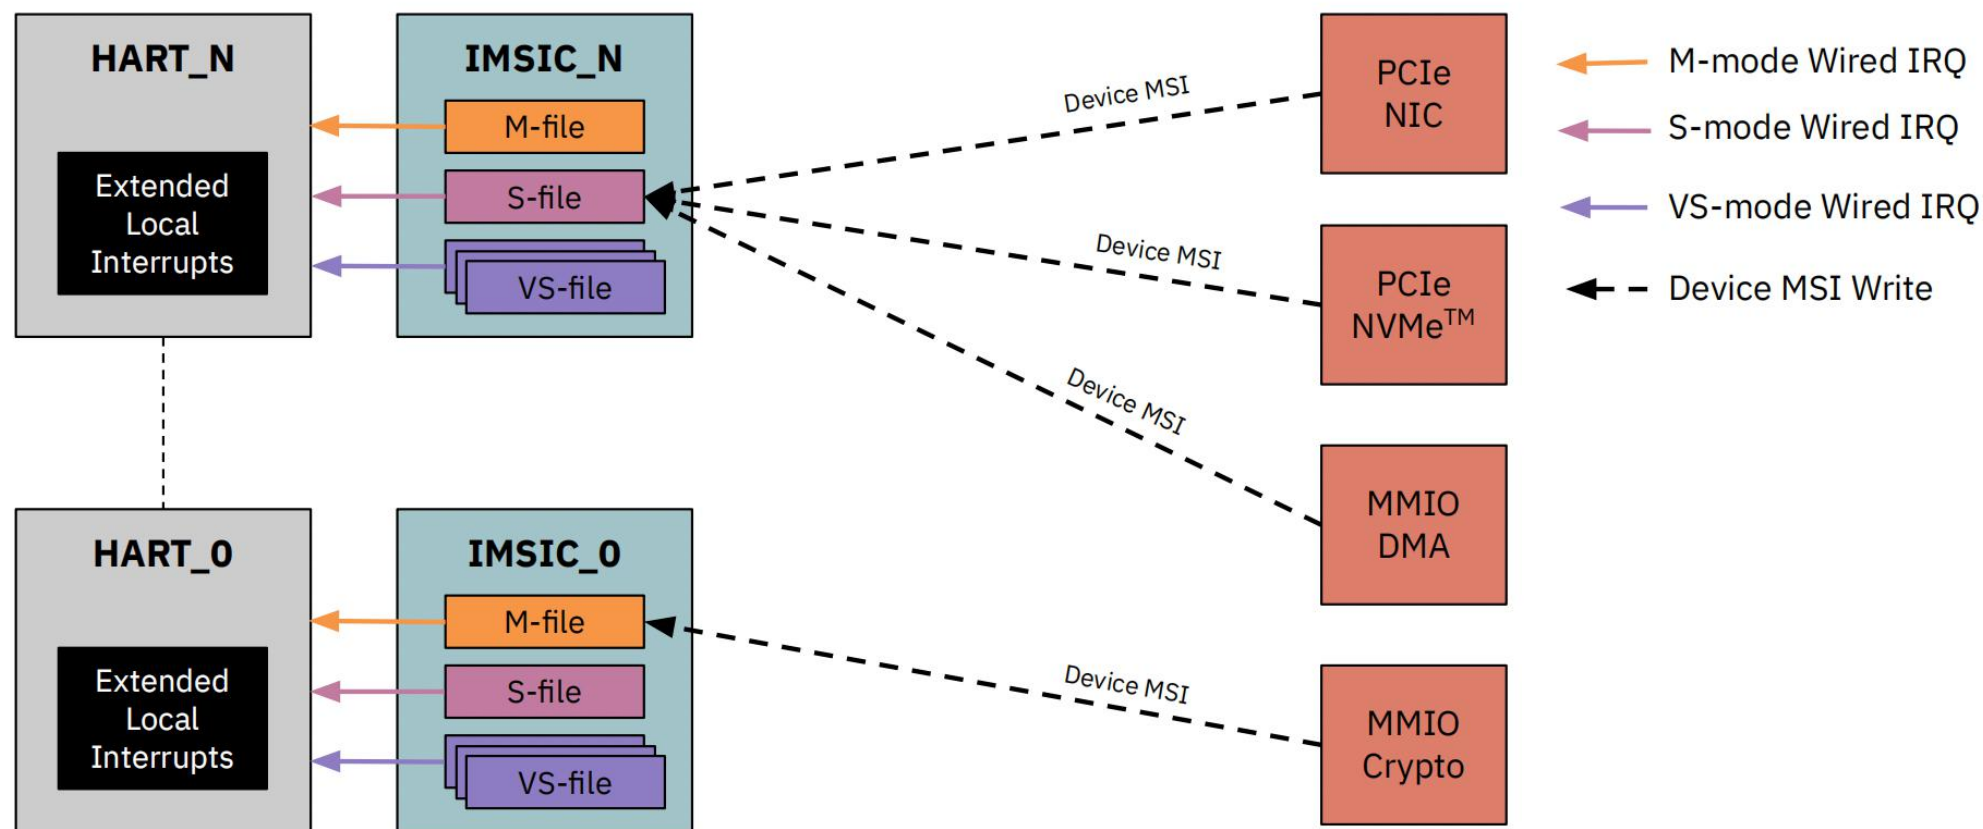 HART_N
Extended
Local
Interrupts
IMSIC_N
M-file
S-file
VS-file
Device MSI
Device MSI
Device MSI
PCIe
NIC
PCIe
NVMe™
MMIO
DMA
M-mode Wired IRQ
S-mode Wired IRQ
VS-mode Wired IRQ
Device MSI Write
HART_0
Extended
Local
Interrupts
IMSIC_0
M-file
S-file
VS-file
Device MSI
MMIO
Crypto